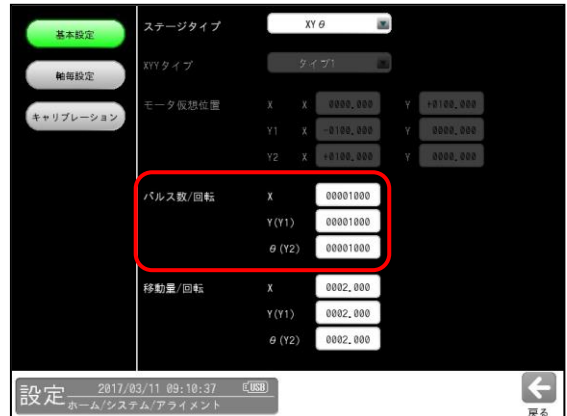 基本設定
軸毎設定
キャリブレーション
ステージタイプ XYθ
XYYタイプ タイプ1
モータ仮想位置 X X 0000.000 Y +0100.000
Y1 X -0100.000 Y 0000.000
Y2 X +0100.000 Y 0000.000
パルス数/回転 X 00001000
Y(Y1) 00001000
θ(Y2) 00001000
移動量/回転 X 0002.000
Y(Y1) 0002.000
θ(Y2) 0002.000
設定 2017/03/11 09:10:37 USB
ホーム/システム/アライメント
戻る